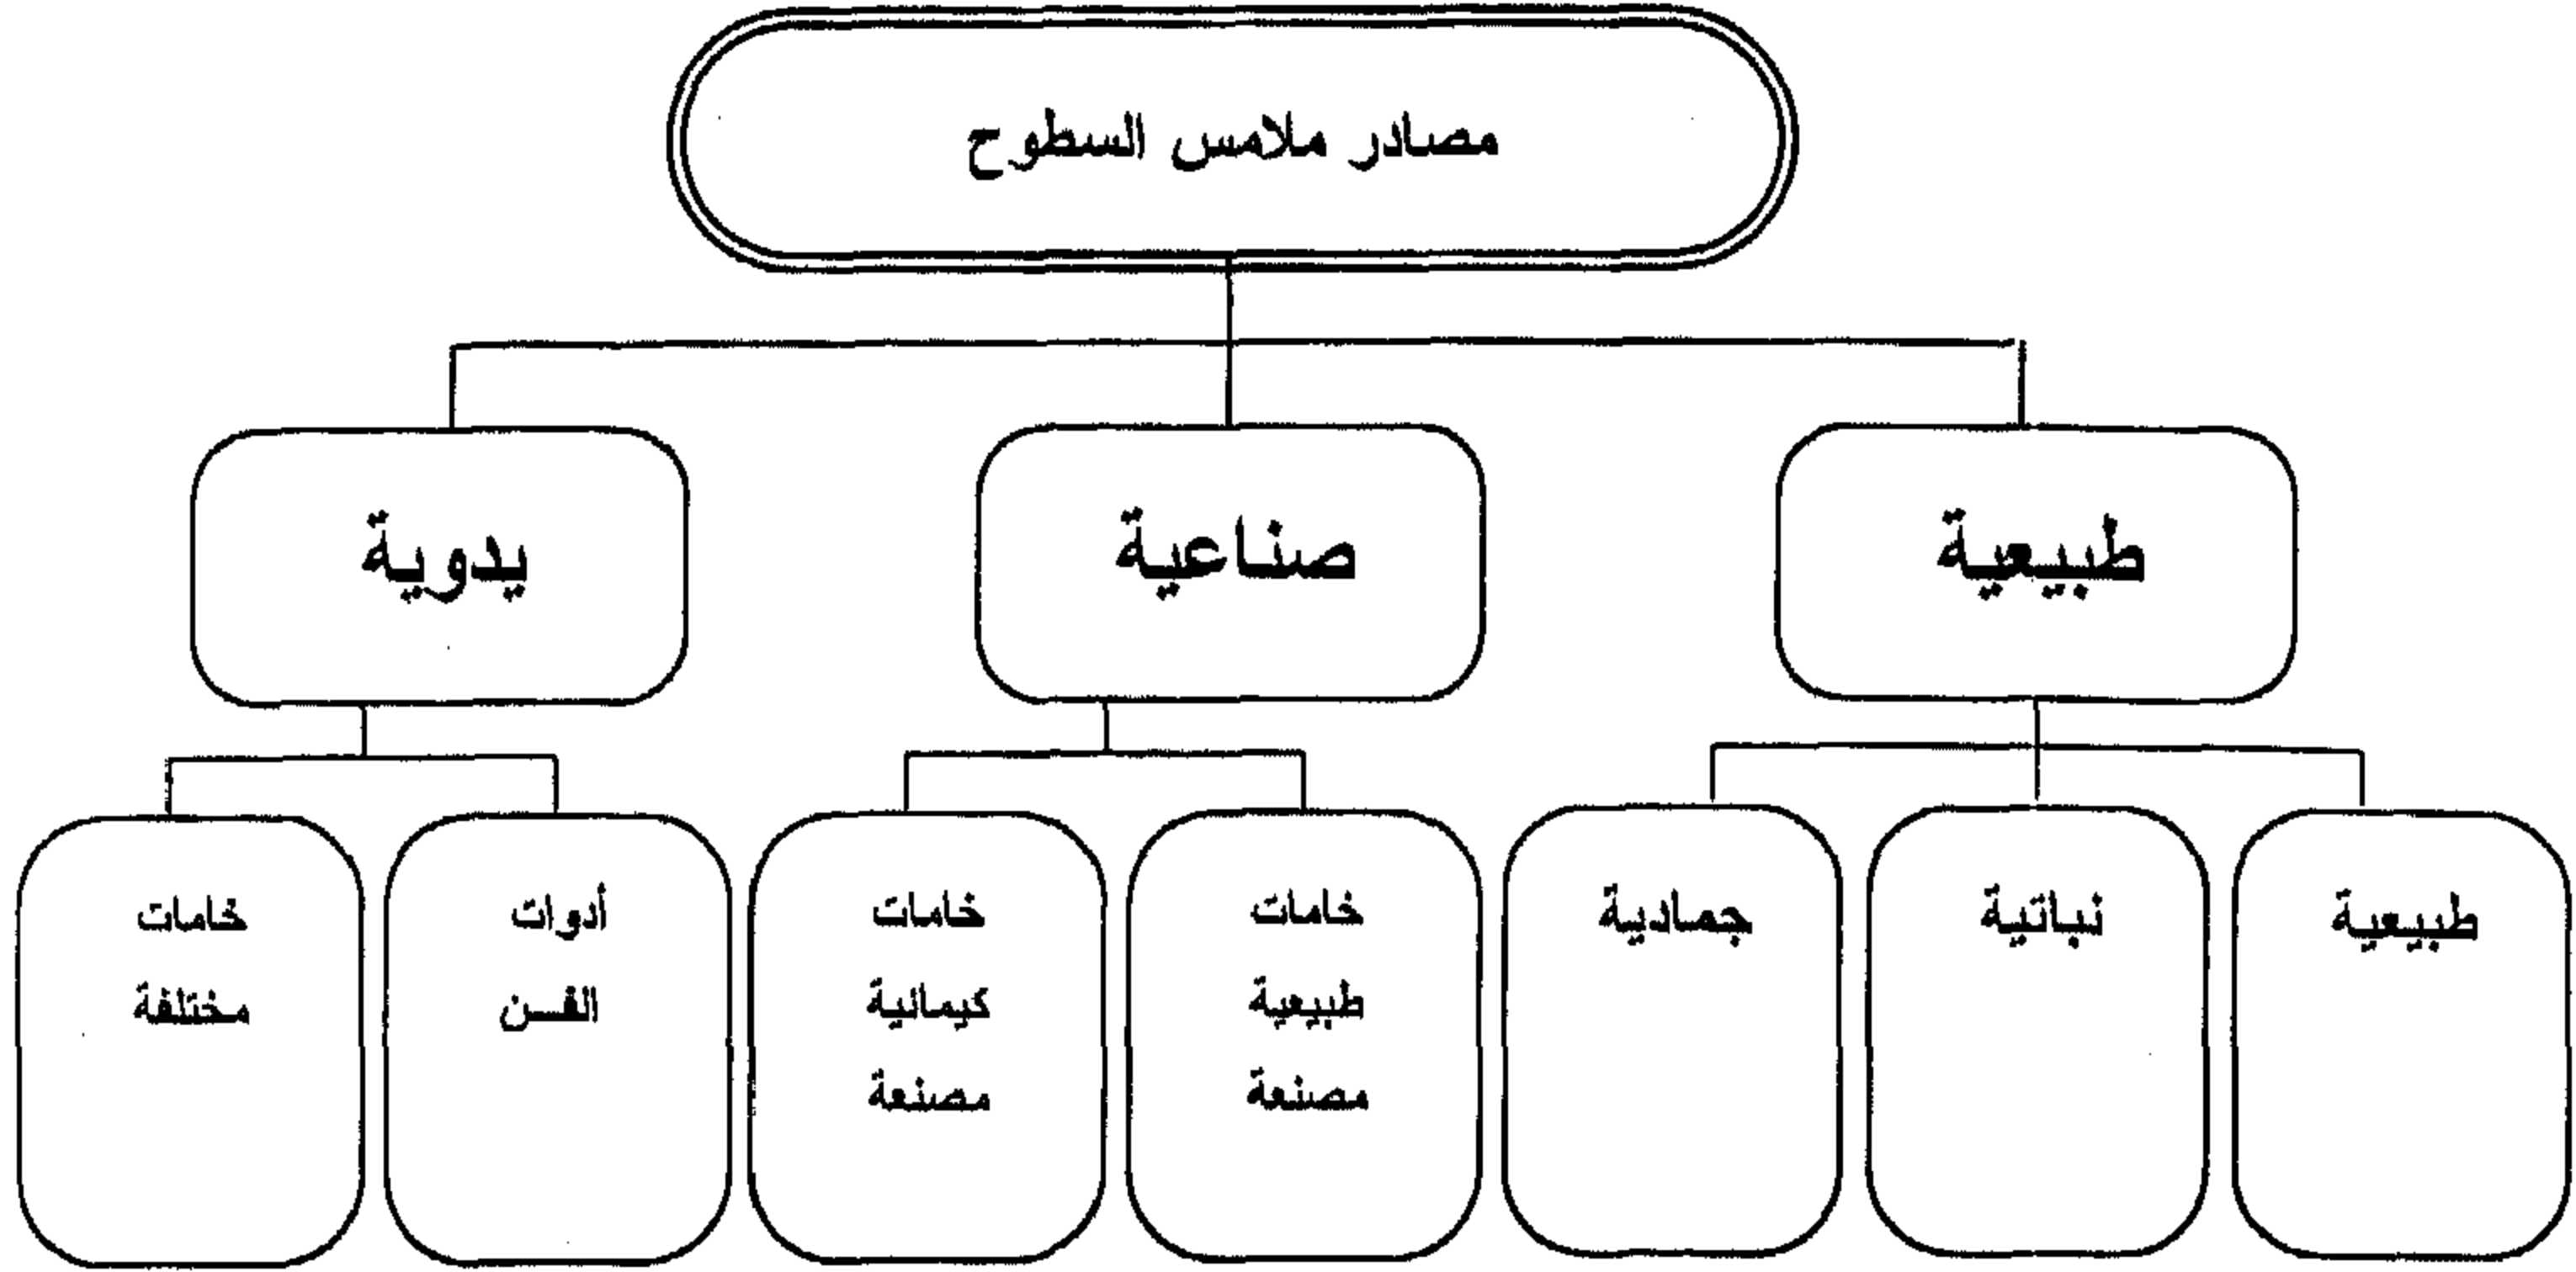 مصادر ملامس السطوح
طبيعية
صناعية
يدوية
طبيعية
نباتية
جمادية
خامات
طبيعية
مصنعة
خامات
كيمائية
مصنعة
أدوات
الفن
خامات
مختلفة